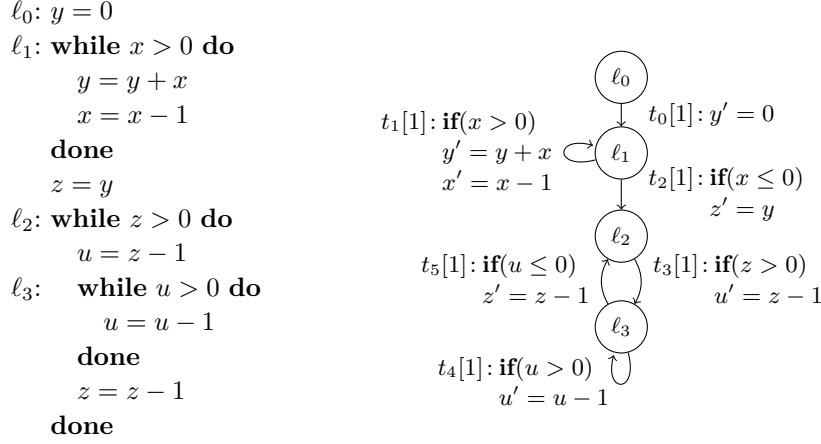 ℓ0: y = 0
ℓ1: while x > 0 do
y = y + x
x = x − 1
done
z = y
ℓ2: while z > 0 do
u = z − 1
ℓ3: while u > 0 do
u = u − 1
done
z = z − 1
done
ℓ0
t0[1]: y′ = 0
t1[1]: if(x > 0)
y′ = y + x
x′ = x − 1
ℓ1
t2[1]: if(x ≤ 0)
z′ = y
ℓ2
t5[1]: if(u ≤ 0)
z′ = z − 1
t3[1]: if(z > 0)
u′ = z − 1
ℓ3
t4[1]: if(u > 0)
u′ = u − 1